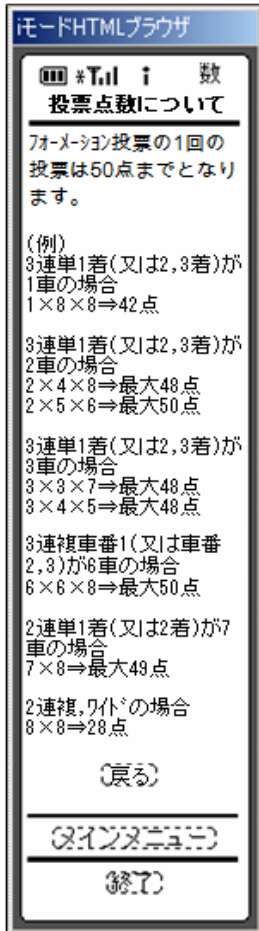 iモードHTMLブラウザ
数
投票点数について
ﾌｫｰﾒｰｼｮﾝ投票の1回の
投票は50点までとなり
ます。
(例)
3連単1着(又は2,3着)が
1車の場合
1×8×8⇒42点
3連単1着(又は2,3着)が
2車の場合
2×4×8⇒最大48点
2×5×6⇒最大50点
3連単1着(又は2,3着)が
3車の場合
3×3×7⇒最大48点
3×4×5⇒最大48点
3連複車番1(又は車番
2,3)が6車の場合
6×6×8⇒最大50点
2連単1着(又は2着)が7
車の場合
7×8⇒最大49点
2連複,ﾜｲﾄﾞの場合
8×8⇒28点
戻る
メインメニュー
終了